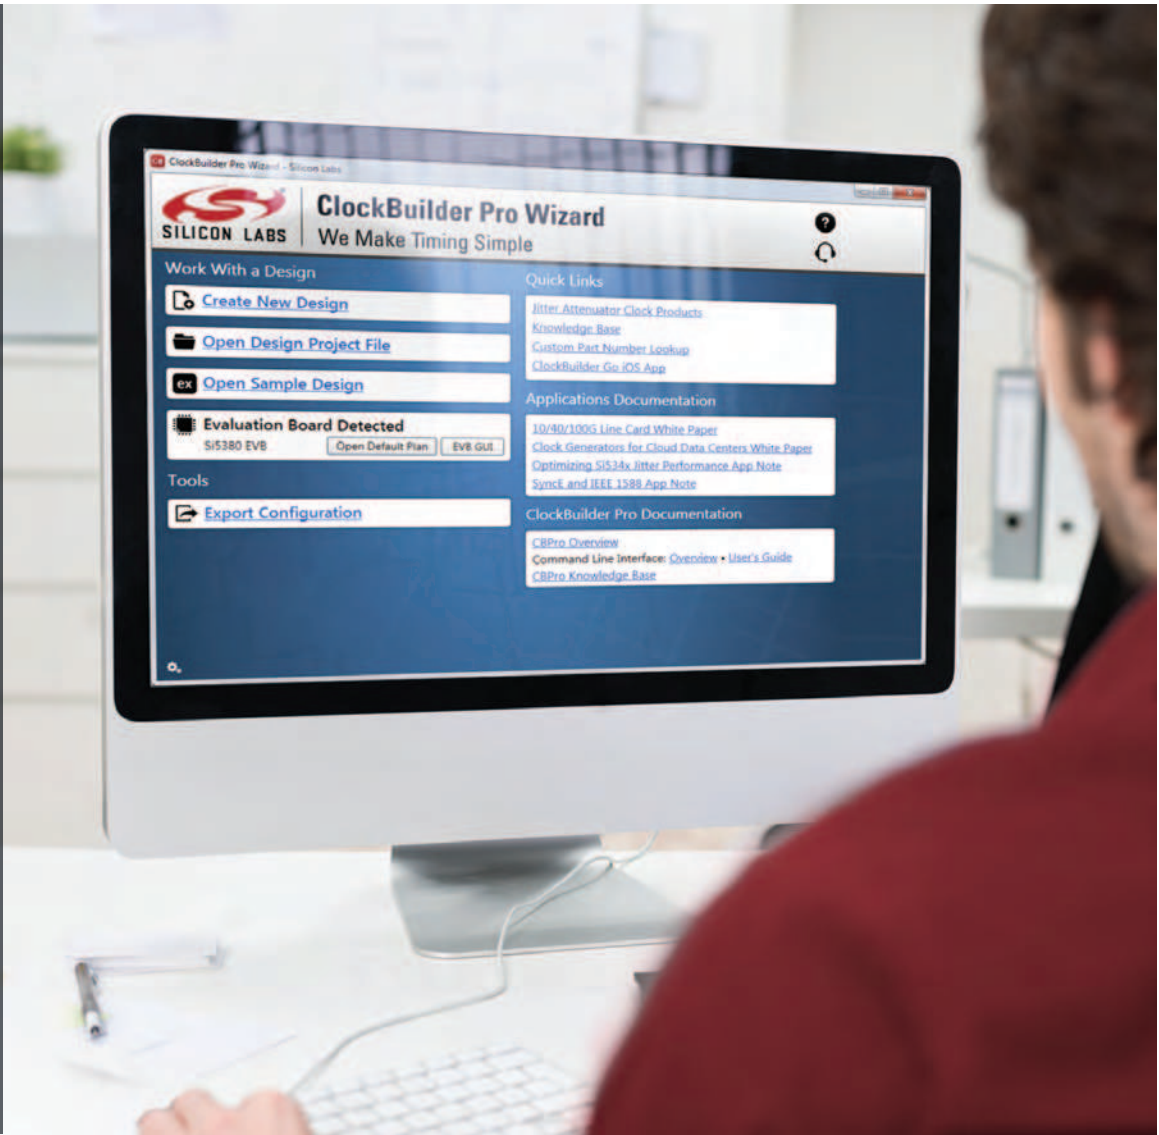 ClockBuilder Pro Wizard - Silicon Labs
SILICON LABS
ClockBuilder Pro Wizard
We Make Timing Simple
?
Work With a Design
Create New Design
Open Design Project File
ex Open Sample Design
Evaluation Board Detected
Si5380 EVB Open Default Plan EVB GUI
Tools
Export Configuration
Quick Links
Jitter Attenuator Clock Products
Knowledge Base
Custom Part Number Lookup
ClockBuilder Go iOS App
Applications Documentation
10/40/100G Line Card White Paper
Clock Generators for Cloud Data Centers White Paper
Optimizing Si534x Jitter Performance App Note
SyncE and IEEE 1588 App Note
ClockBuilder Pro Documentation
CBPro Overview
Command Line Interface: Overview • User's Guide
CBPro Knowledge Base